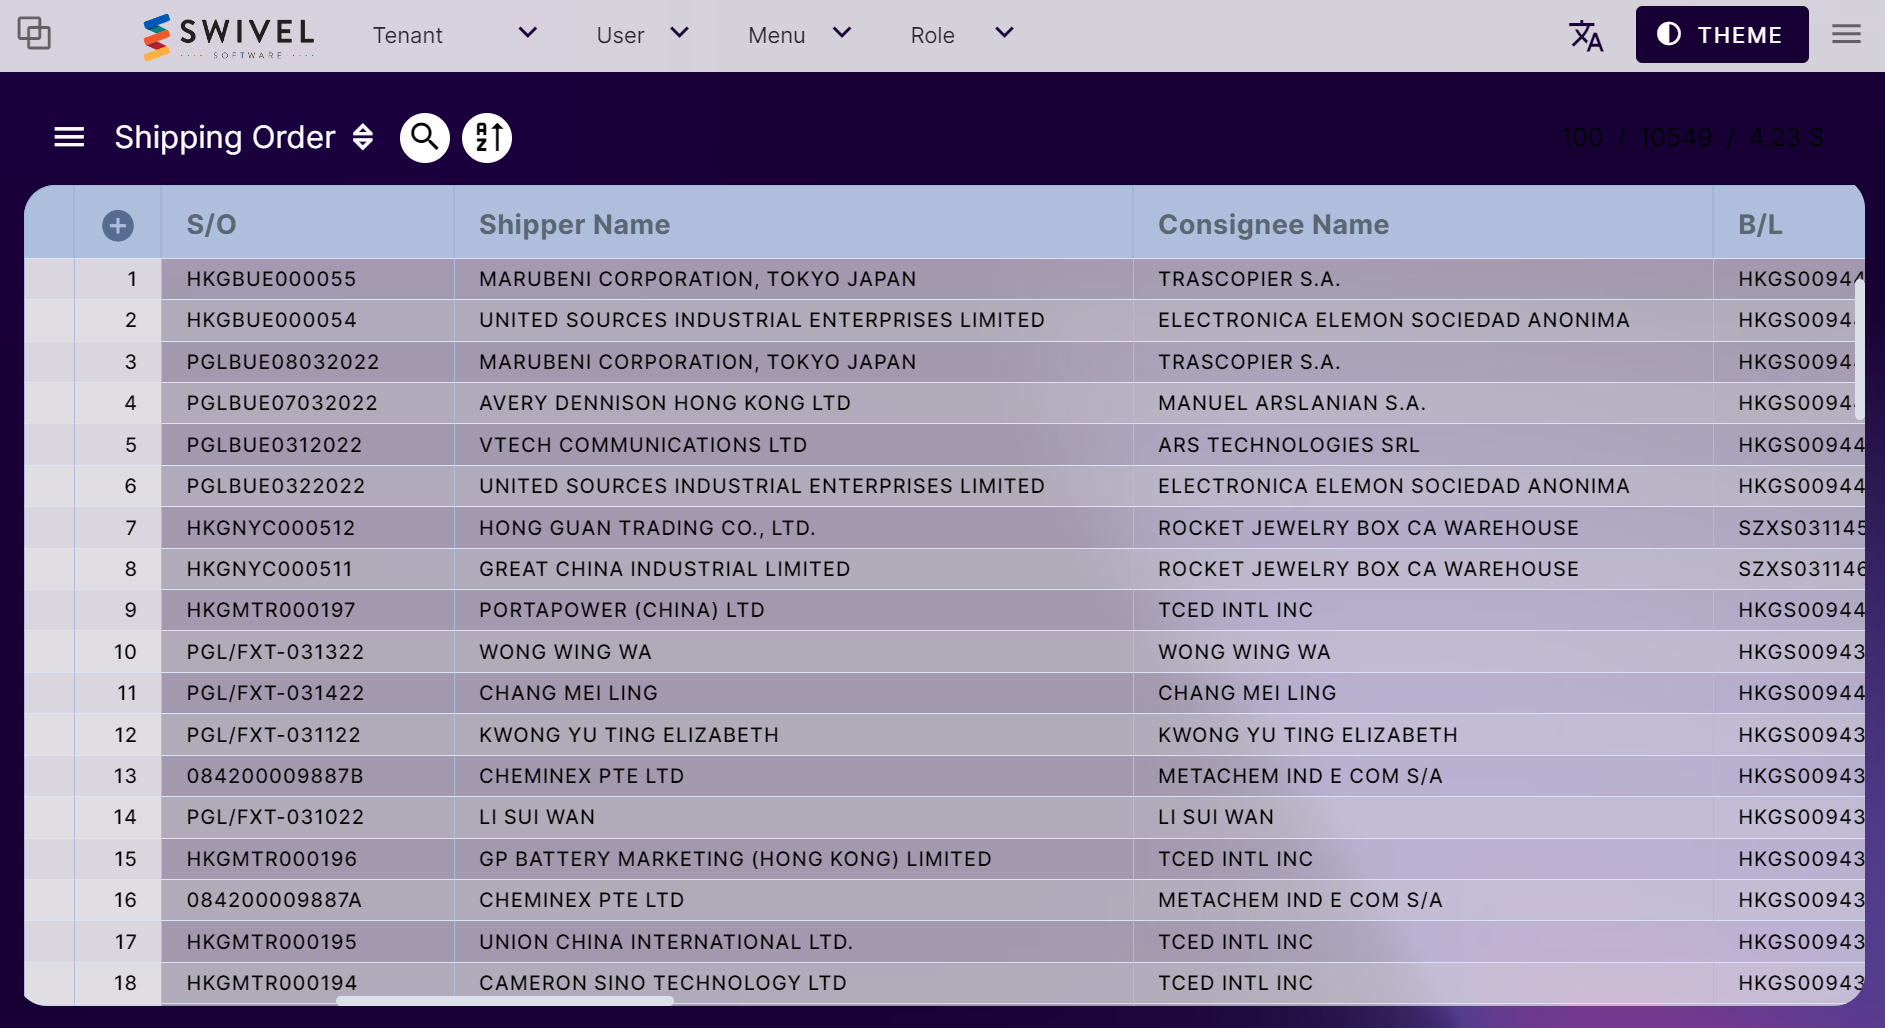 SWIVEL
SOFTWARE
Tenant
User
Menu
Role
THEME
Shipping Order
100 / 10549 / 4.23 S
S/O Shipper Name Consignee Name B/L
1 HKGBUE000055 MARUBENI CORPORATION, TOKYO JAPAN TRASCOPIER S.A. HKGS00944
2 HKGBUE000054 UNITED SOURCES INDUSTRIAL ENTERPRISES LIMITED ELECTRONICA ELEMON SOCIEDAD ANONIMA HKGS0094
3 PGLBUE08032022 MARUBENI CORPORATION, TOKYO JAPAN TRASCOPIER S.A. HKGS0094
4 PGLBUE07032022 AVERY DENNISON HONG KONG LTD MANUEL ARSLANIAN S.A. HKGS0094
5 PGLBUE0312022 VTECH COMMUNICATIONS LTD ARS TECHNOLOGIES SRL HKGS00944
6 PGLBUE0322022 UNITED SOURCES INDUSTRIAL ENTERPRISES LIMITED ELECTRONICA ELEMON SOCIEDAD ANONIMA HKGS00944
7 HKGNYC000512 HONG GUAN TRADING CO., LTD. ROCKET JEWELRY BOX CA WAREHOUSE SZXS031145
8 HKGNYC000511 GREAT CHINA INDUSTRIAL LIMITED ROCKET JEWELRY BOX CA WAREHOUSE SZXS031146
9 HKGMTR000197 PORTAPOWER (CHINA) LTD TCED INTL INC HKGS00944
10 PGL/FXT-031322 WONG WING WA WONG WING WA HKGS00943
11 PGL/FXT-031422 CHANG MEI LING CHANG MEI LING HKGS00944
12 PGL/FXT-031122 KWONG YU TING ELIZABETH KWONG YU TING ELIZABETH HKGS00943
13 084200009887B CHEMINEX PTE LTD METACHEM IND E COM S/A HKGS00943
14 PGL/FXT-031022 LI SUI WAN LI SUI WAN HKGS00943
15 HKGMTR000196 GP BATTERY MARKETING (HONG KONG) LIMITED TCED INTL INC HKGS00943
16 084200009887A CHEMINEX PTE LTD METACHEM IND E COM S/A HKGS00943
17 HKGMTR000195 UNION CHINA INTERNATIONAL LTD. TCED INTL INC HKGS00943
18 HKGMTR000194 CAMERON SINO TECHNOLOGY LTD TCED INTL INC HKGS00943